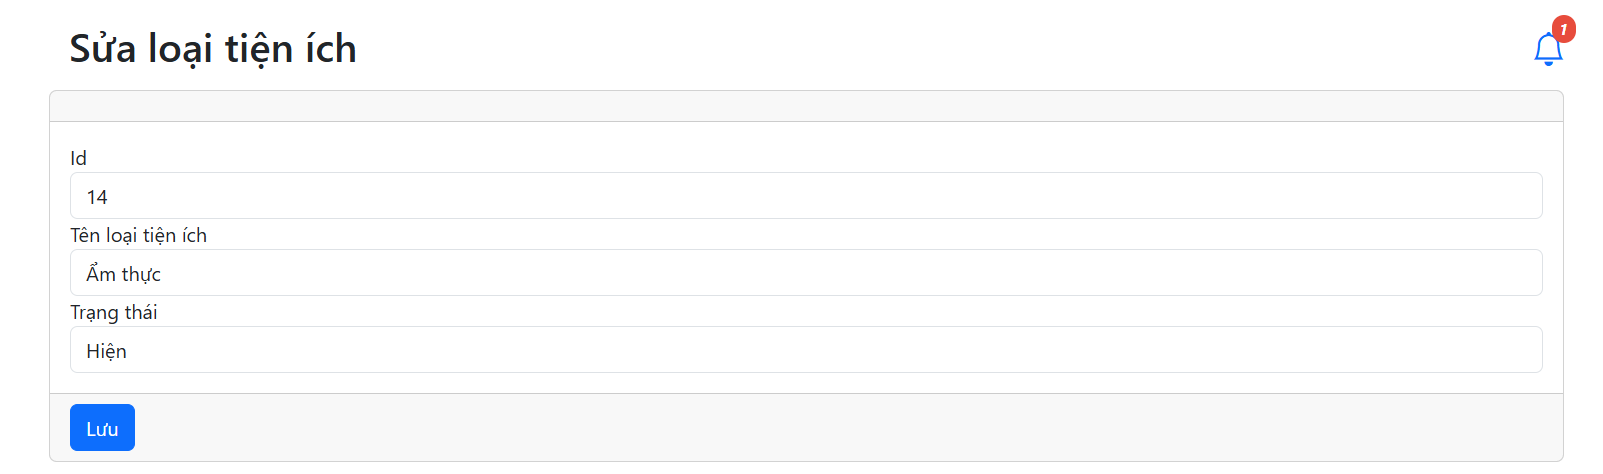 Sửa loại tiện ích
1
Id
14
Tên loại tiện ích
Ẩm thực
Trạng thái
Hiện
Lưu